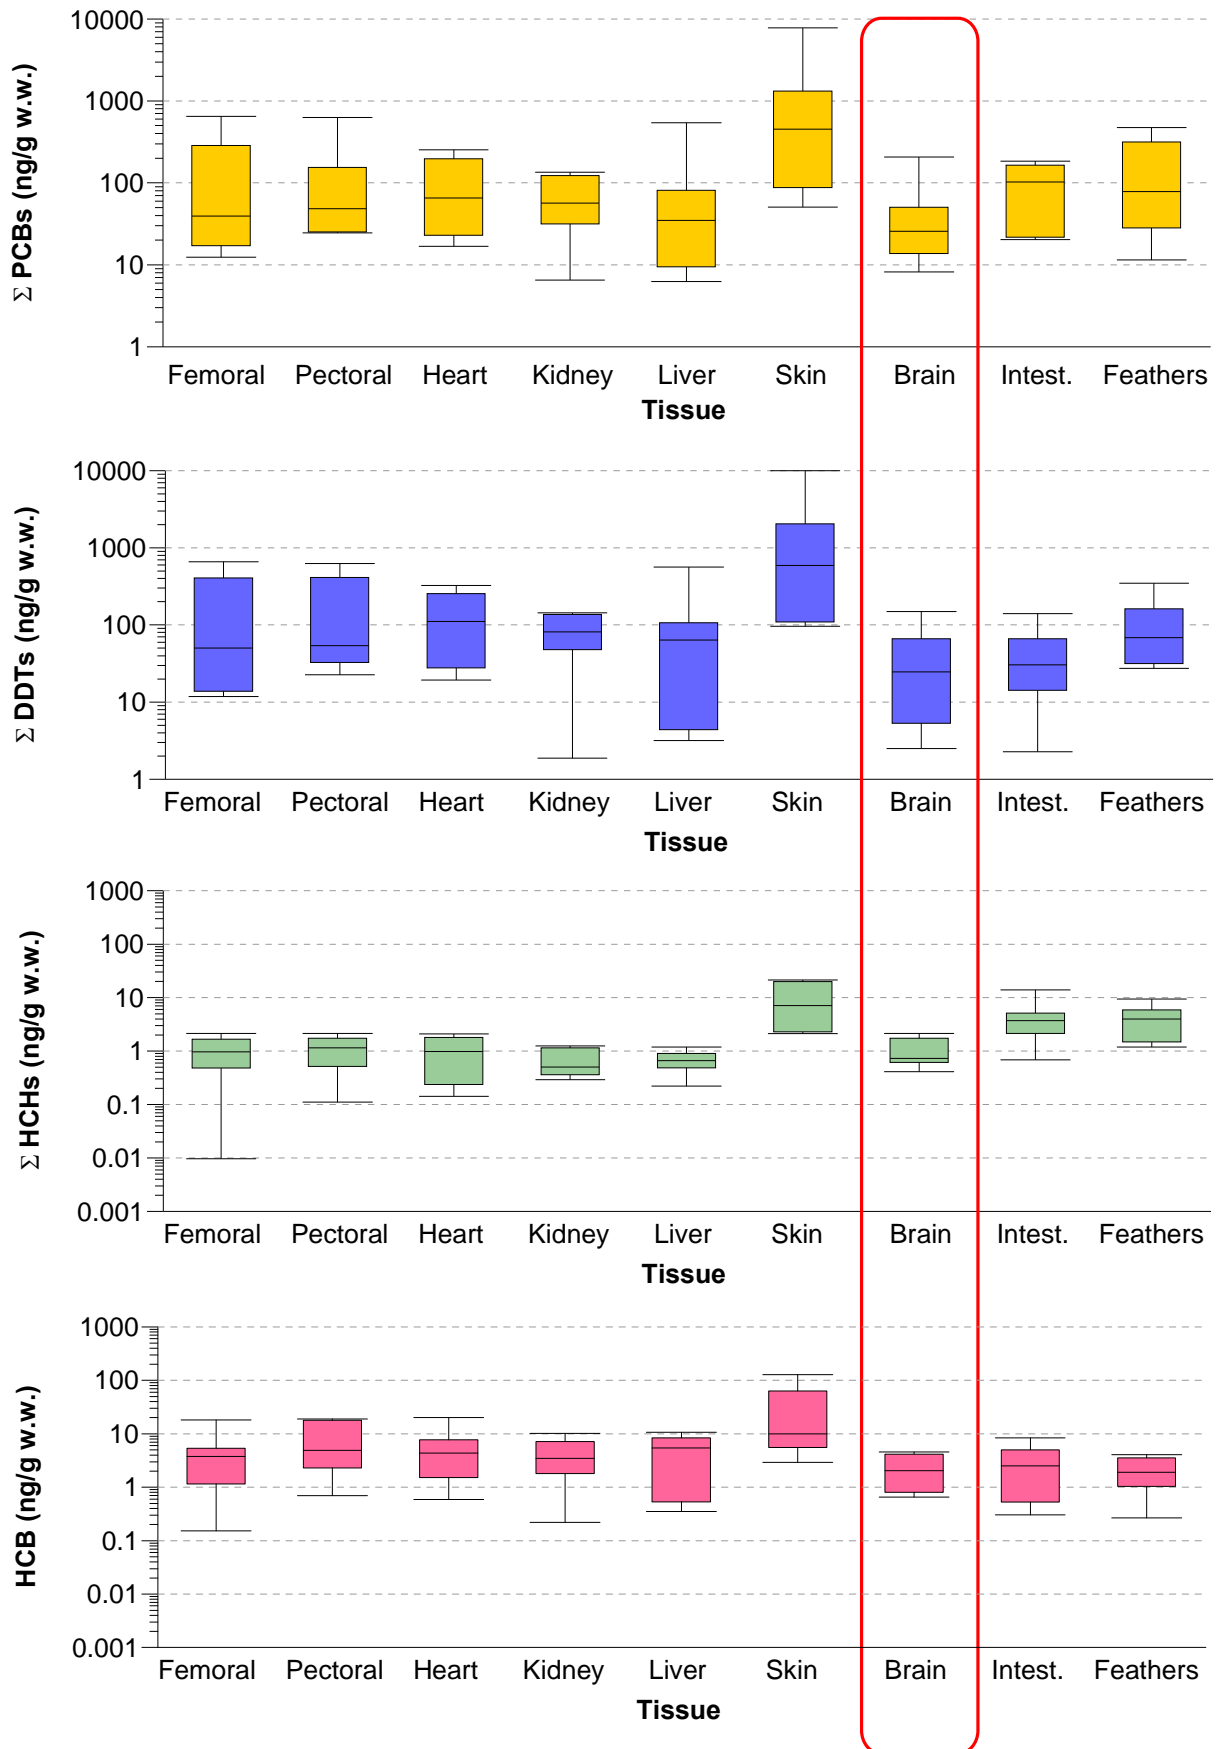 10000
1000
100
10
1
Σ PCBs (ng/g w.w.)
Femoral Pectoral Heart Kidney Liver Skin Brain Intest. Feathers
Tissue
10000
1000
100
10
1
Σ DDTs (ng/g w.w.)
Femoral Pectoral Heart Kidney Liver Skin Brain Intest. Feathers
Tissue
1000
100
10
1
0.1
0.01
0.001
Σ HCHs (ng/g w.w.)
Femoral Pectoral Heart Kidney Liver Skin Brain Intest. Feathers
Tissue
1000
100
10
1
0.1
0.01
0.001
HCB (ng/g w.w.)
Femoral Pectoral Heart Kidney Liver Skin Brain Intest. Feathers
Tissue